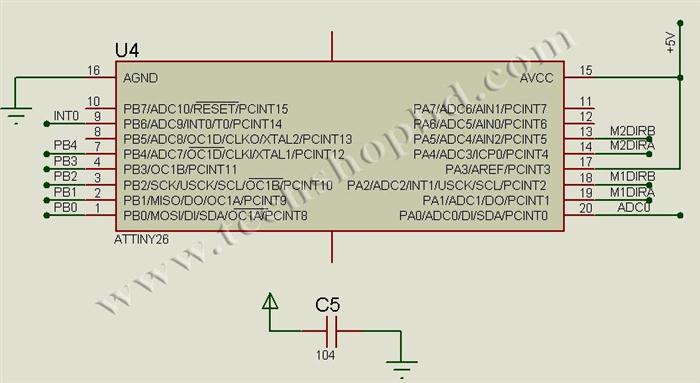 U4
+5V
16 AGND AVCC 15
10 PB7/ADC10/RESET/PCINT15 PA7/ADC6/AIN1/PCINT7 11
INT0 9 PB6/ADC9/INT0/T0/PCINT14 PA6/ADC5/AIN0/PCINT6 12
8 PB5/ADC8/OC1D/CLKO/XTAL2/PCINT13 PA5/ADC4/AIN2/PCINT5 13 M2DIRB
PB4 7 PB4/ADC7/OC1D/CLKI/XTAL1/PCINT12 PA4/ADC3/ICP0/PCINT4 14 M2DIRA
PB3 4 PB3/OC1B/PCINT11 PA3/AREF/PCINT3 17
PB2 3 PB2/SCK/USCK/SCL/OC1B/PCINT10 PA2/ADC2/INT1/USCK/SCL/PCINT2 18 M1DIRB
PB1 2 PB1/MISO/DO/OC1A/PCINT9 PA1/ADC1/DO/PCINT1 19 M1DIRA
PB0 1 PB0/MOSI/DI/SDA/OC1A/PCINT8 PA0/ADC0/DI/SDA/PCINT0 20 ADC0
ATTINY26
www.techshopbd.com
C5
104